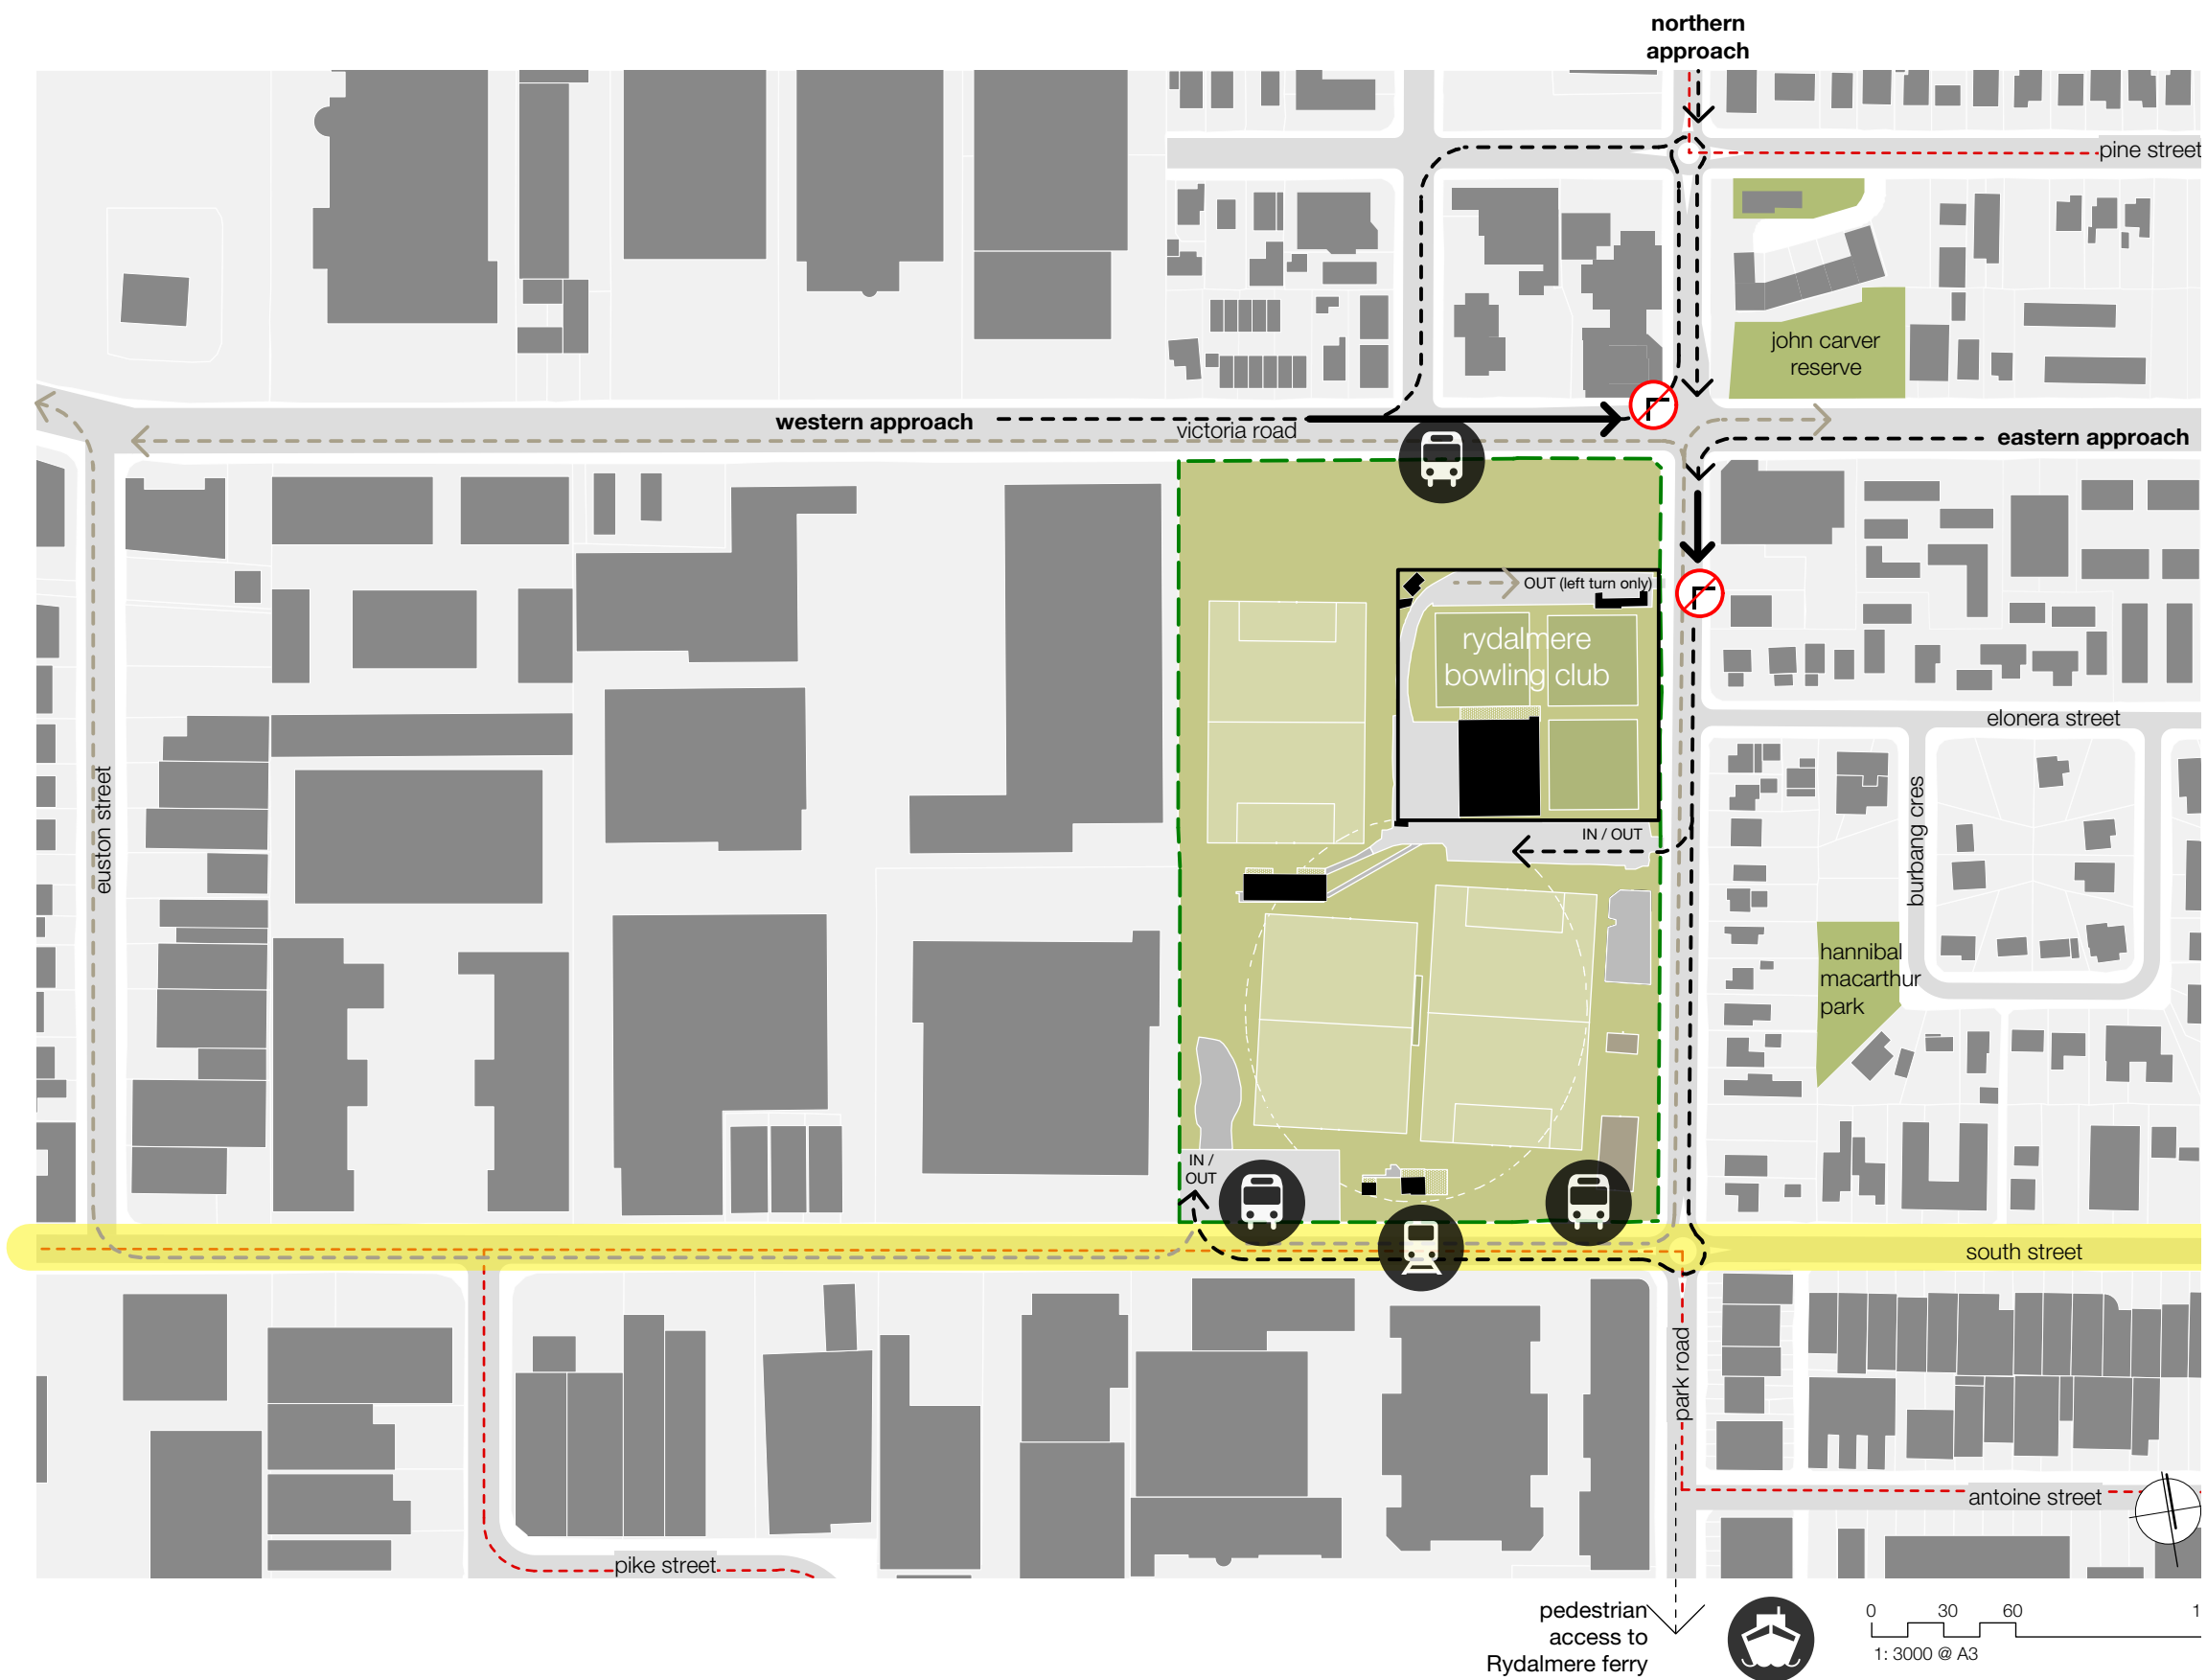 northern
approach
pine street
john carver
reserve
western approach
victoria road
eastern approach
OUT (left turn only)
rydalmere
bowling club
elonera street
euston street
burbang cres
IN / OUT
hannibal
macarthur
park
IN /
OUT
south street
park road
antoine street
pike street
pedestrian
access to
Rydalmere ferry
0 30 60 1
1: 3000 @ A3